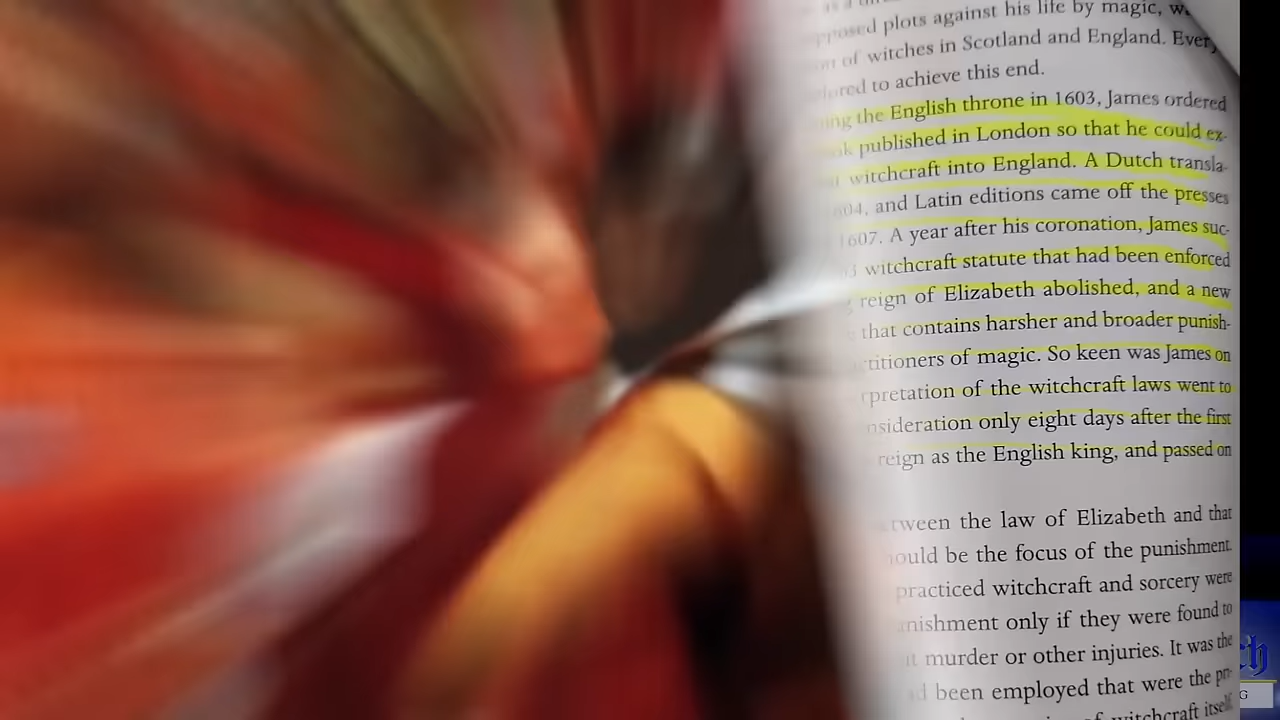 plots against his life by magic,
of witches in Scotland and England. Every
to achieve this end.
the English throne in 1603, James ordered
published in London so that he could ex-
witchcraft into England. A Dutch transla-
and Latin editions came off the presses
1607. A year after his coronation, James suc-
witchcraft statute that had been enforced
reign of Elizabeth abolished, and a new
that contains harsher and broader punish-
of magic. So keen was James on
of the witchcraft laws went to
only eight days after the first
reign as the English king, and passed on
the law of Elizabeth and that
be the focus of the punishment.
practiced witchcraft and sorcery were
only if they were found to
murder or other injuries. It was the
been employed that were the
of witchcraft itself
G